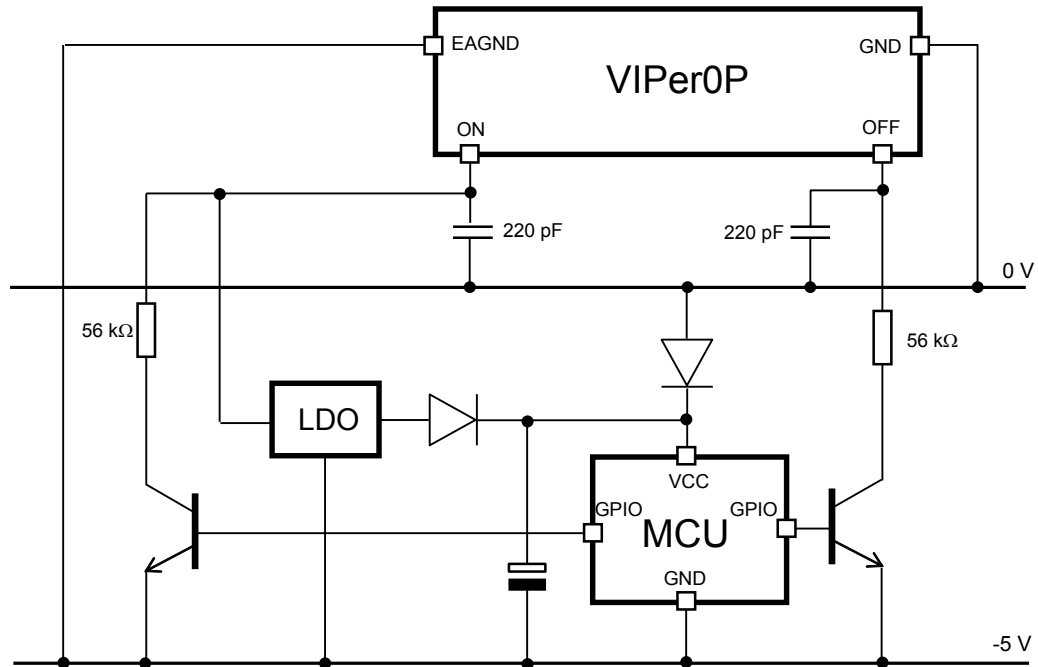 EAGND
GND
VIPer0P
ON
OFF
220 pF
220 pF
0 V
56 kΩ
56 kΩ
LDO
VCC
GPIO
GPIO
MCU
GND
-5 V